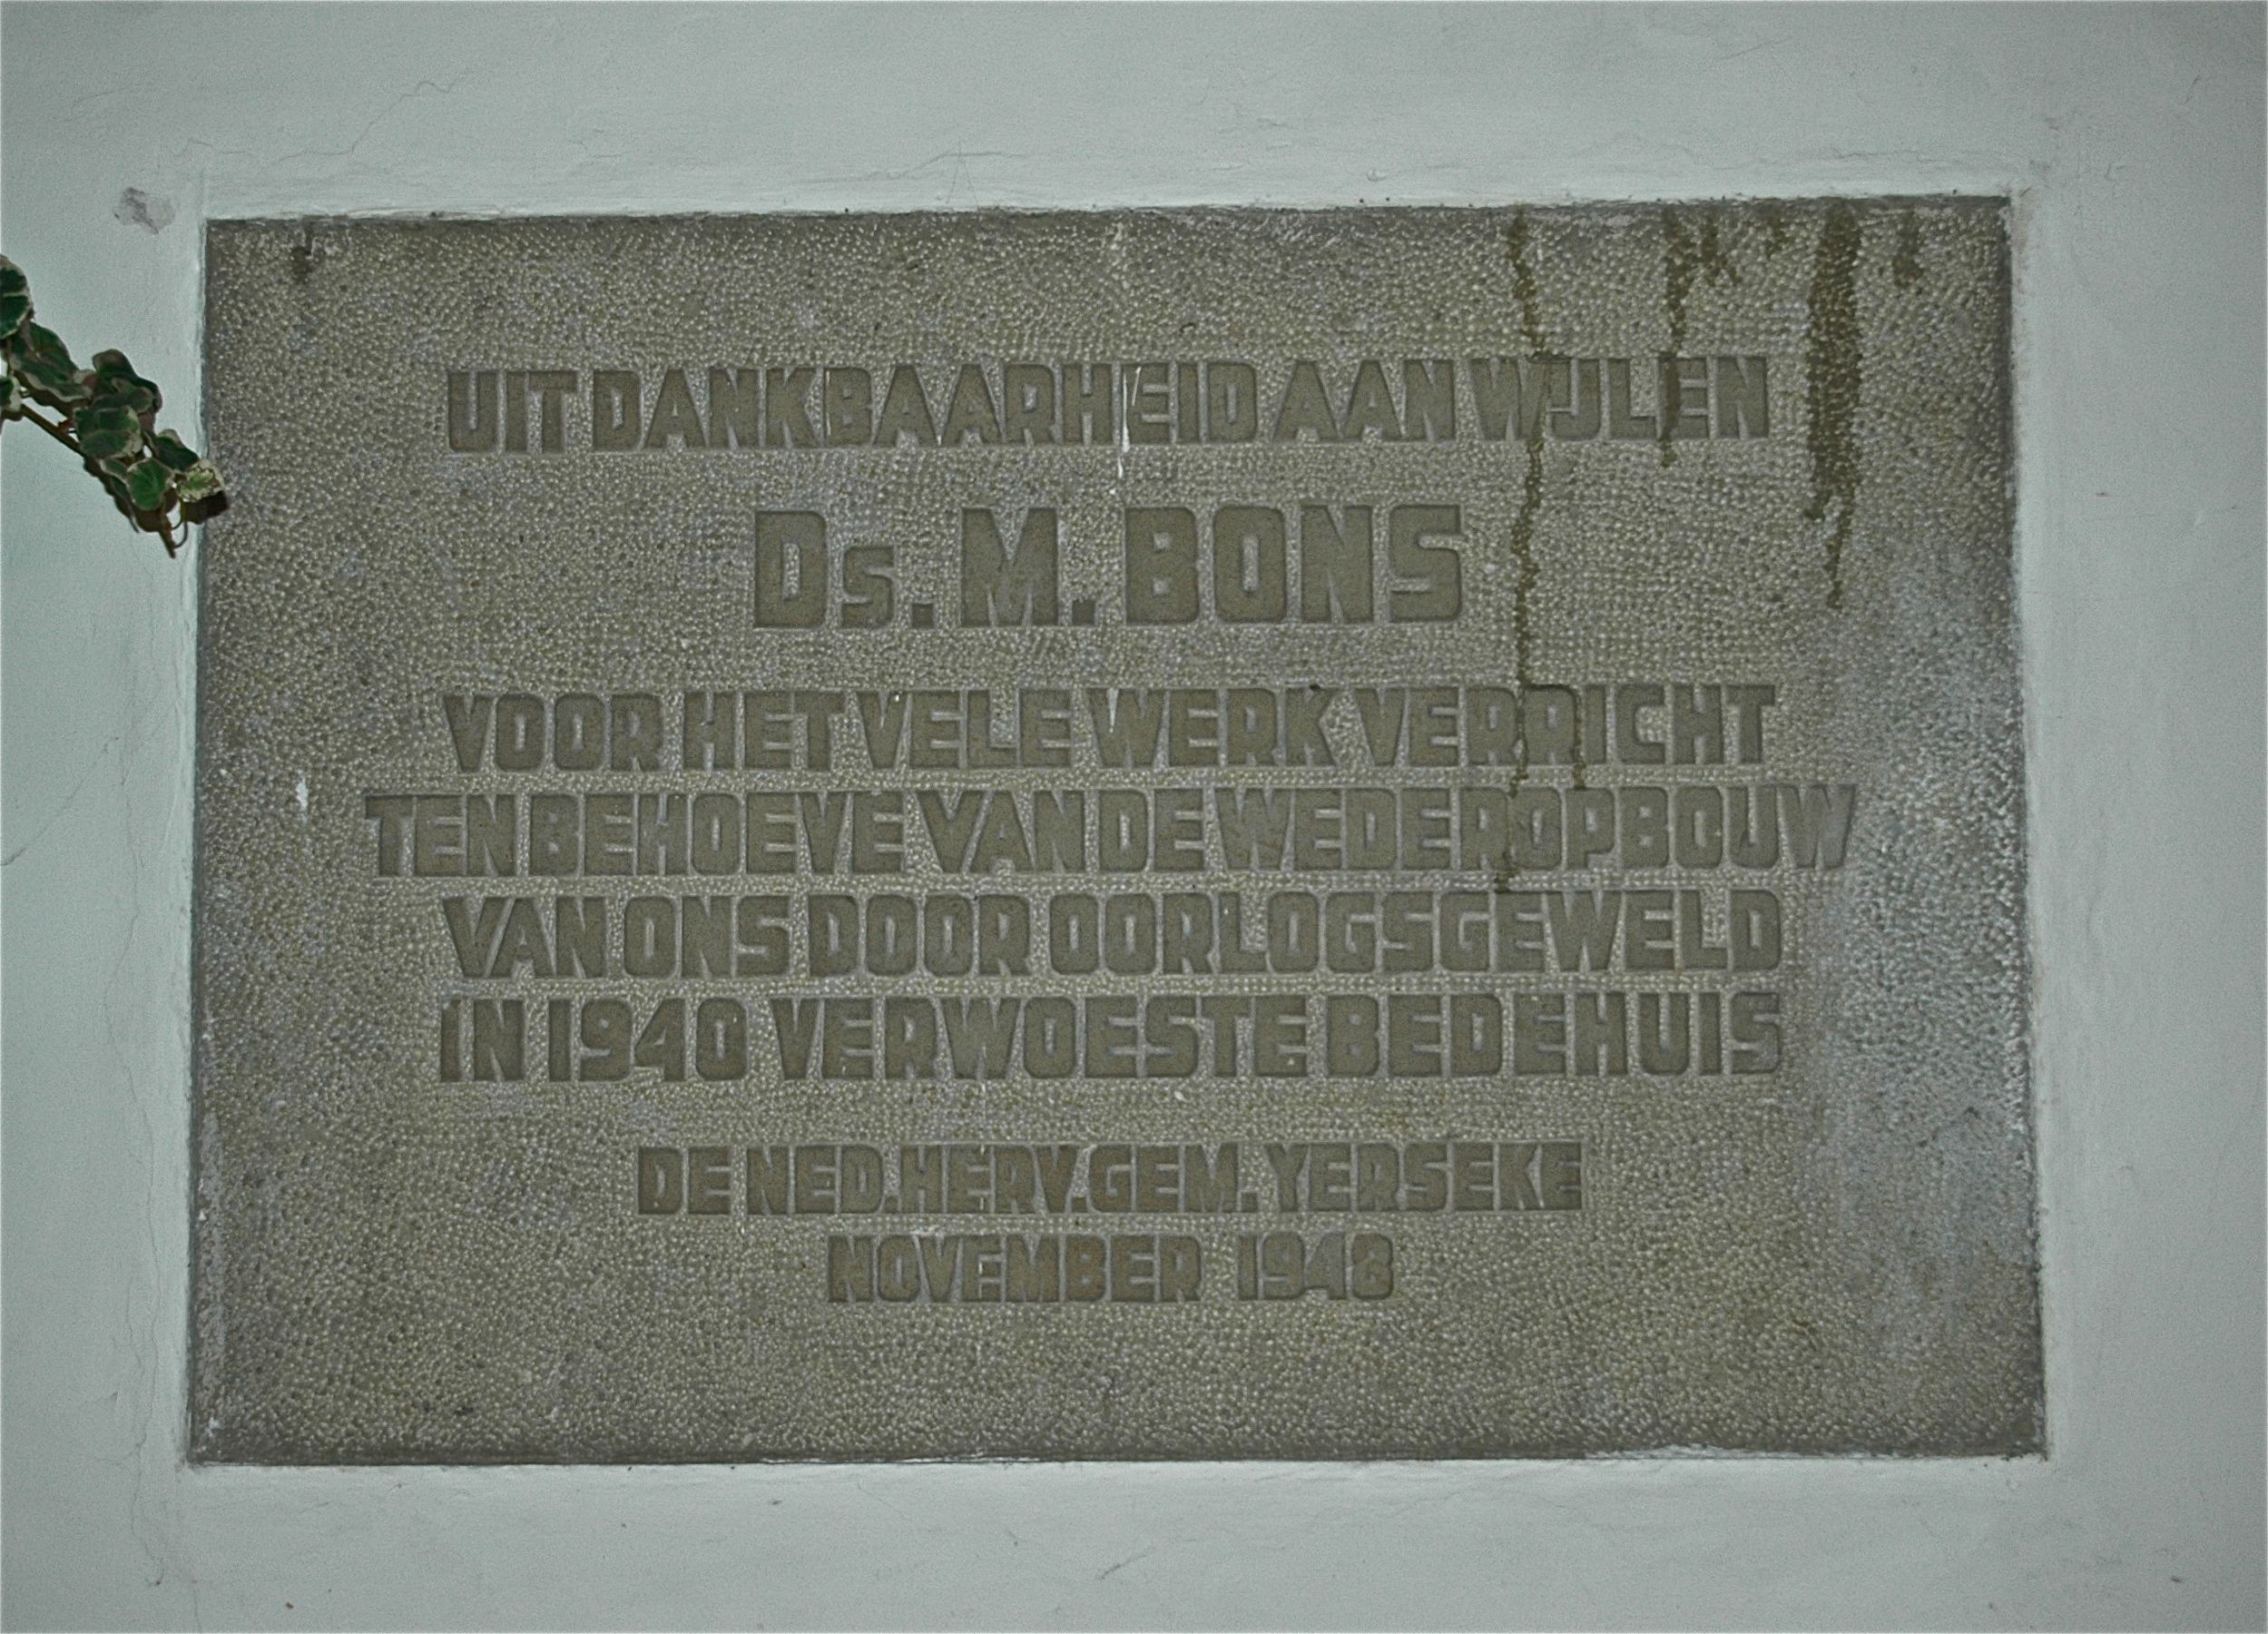 UIT DANKBAARHEID AAN WIJLEN
Ds. M. BONS
VOOR HET VELE WERK VERRICHT
TEN BEHOEVE VAN DE WEDEROPBOUW
VAN ONS DOOR OORLOGSGEWELD
IN 1940 VERWOESTE BEDEHUIS
DE NED. HERV. GEM. YERSEKE
NOVEMBER 1948